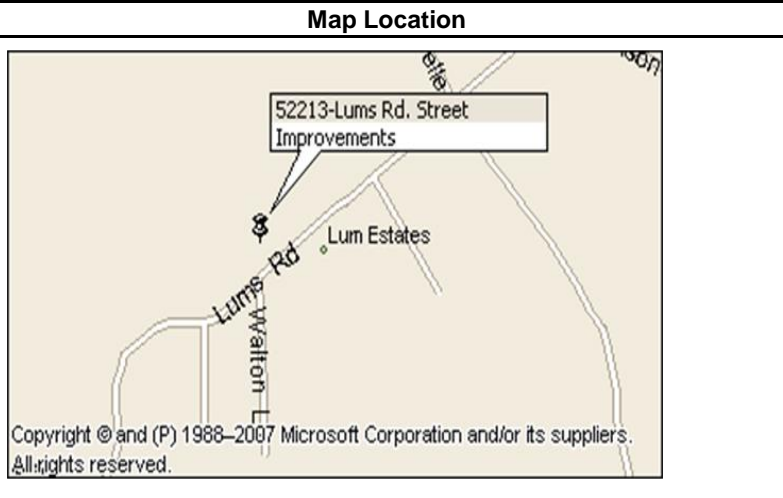 Map Location
52213-Lums Rd. Street
Improvements
Lum Estates
Lums Rd
Walton L
Copyright © and (P) 1988–2007 Microsoft Corporation and/or its suppliers.
All rights reserved.